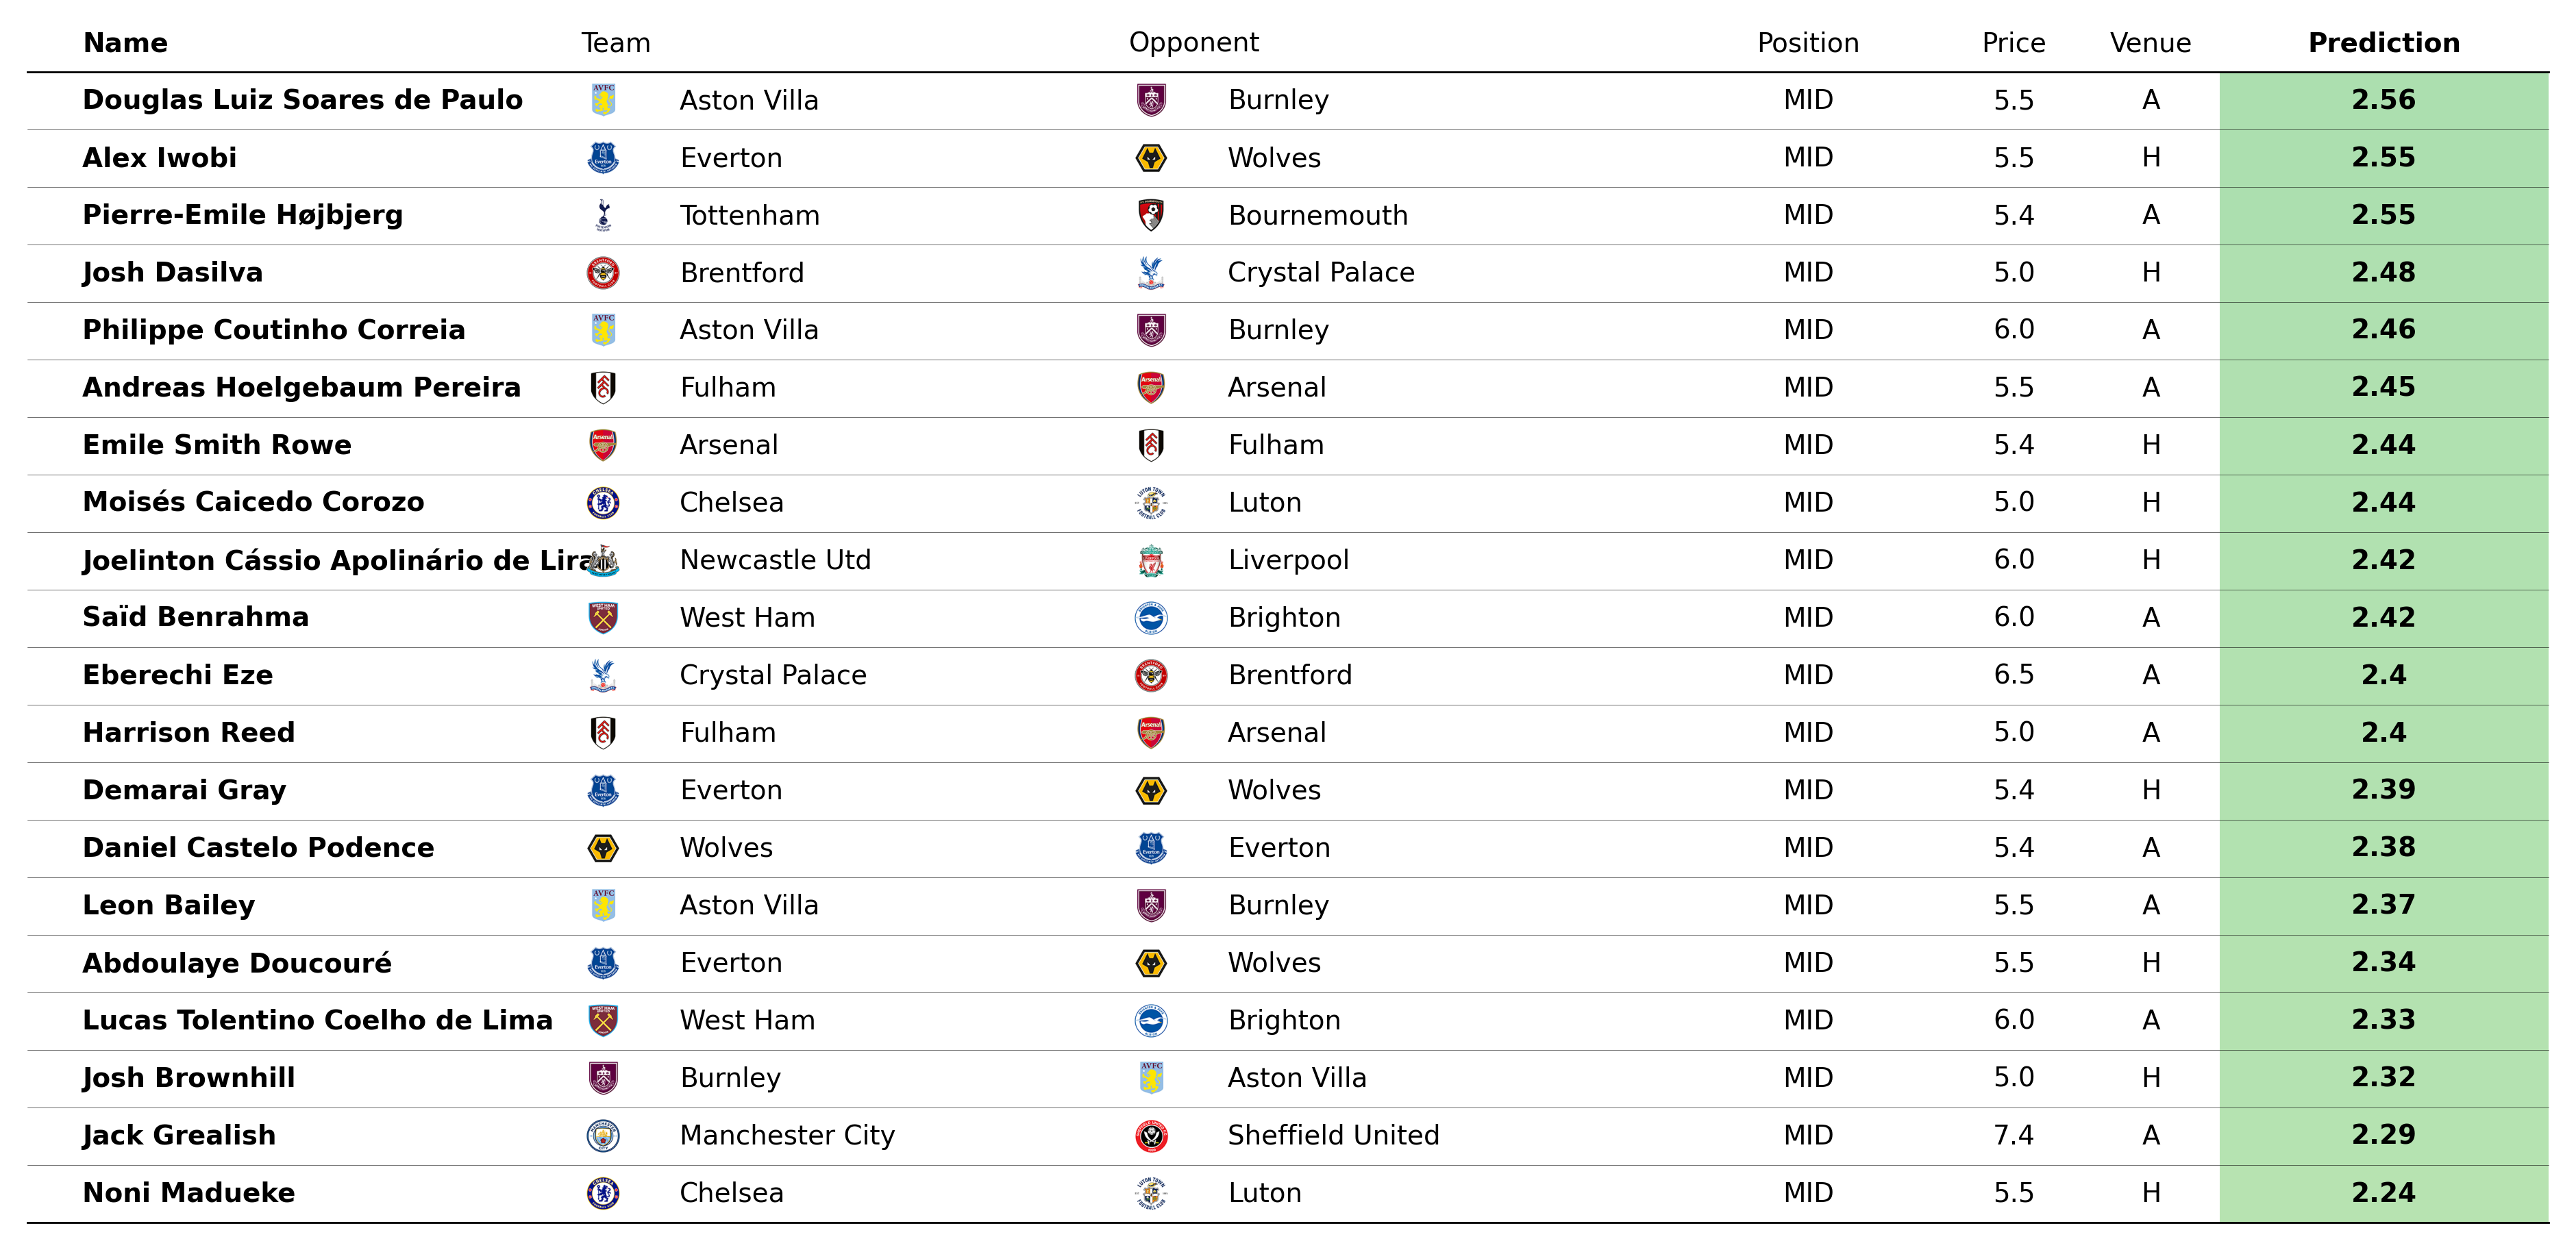 Name Team Opponent Position Price Venue Prediction
Douglas Luiz Soares de Paulo Aston Villa Burnley MID 5.5 A 2.56
Alex Iwobi Everton Wolves MID 5.5 H 2.55
Pierre-Emile Højbjerg Tottenham Bournemouth MID 5.4 A 2.55
Josh Dasilva Brentford Crystal Palace MID 5.0 H 2.48
Philippe Coutinho Correia Aston Villa Burnley MID 6.0 A 2.46
Andreas Hoelgebaum Pereira Fulham Arsenal MID 5.5 A 2.45
Emile Smith Rowe Arsenal Fulham MID 5.4 H 2.44
Moisés Caicedo Corozo Chelsea Luton MID 5.0 H 2.44
Joelinton Cássio Apolinário de Lira Newcastle Utd Liverpool MID 6.0 H 2.42
Saïd Benrahma West Ham Brighton MID 6.0 A 2.42
Eberechi Eze Crystal Palace Brentford MID 6.5 A 2.4
Harrison Reed Fulham Arsenal MID 5.0 A 2.4
Demarai Gray Everton Wolves MID 5.4 H 2.39
Daniel Castelo Podence Wolves Everton MID 5.4 A 2.38
Leon Bailey Aston Villa Burnley MID 5.5 A 2.37
Abdoulaye Doucouré Everton Wolves MID 5.5 H 2.34
Lucas Tolentino Coelho de Lima West Ham Brighton MID 6.0 A 2.33
Josh Brownhill Burnley Aston Villa MID 5.0 H 2.32
Jack Grealish Manchester City Sheffield United MID 7.4 A 2.29
Noni Madueke Chelsea Luton MID 5.5 H 2.24